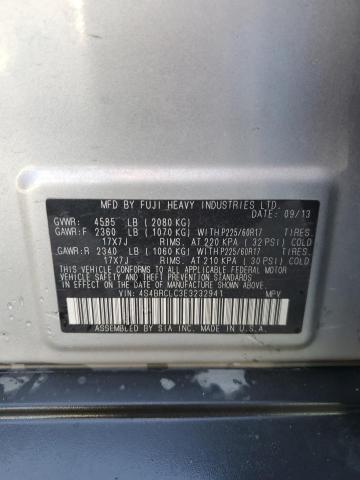 MFD BY FUJI HEAVY INDUSTRIES LTD.
DATE: 09/13
GVWR: 4585 LB (2080 KG)
GAWR:F 2360 LB (1070 KG) WITH P225/60R17 TIRES.
17X7J RIMS. AT 220 KPA (32 PSI) COLD
GAWR:R 2340 LB (1060 KG) WITH P225/60R17 TIRES.
17X7J RIMS. AT 210 KPA (30 PSI) COLD
THIS VEHICLE CONFORMS TO ALL APPLICABLE FEDERAL MOTOR
VEHICLE SAFETY AND THEFT PREVENTION STANDARDS IN EFFECT
ON THE DATE OF MANUFACTURE SHOWN ABOVE.
VIN: 4S4BRCLC3E3232941 MPV
ASSEMBLED BY SIA INC. MADE IN U.S.A.